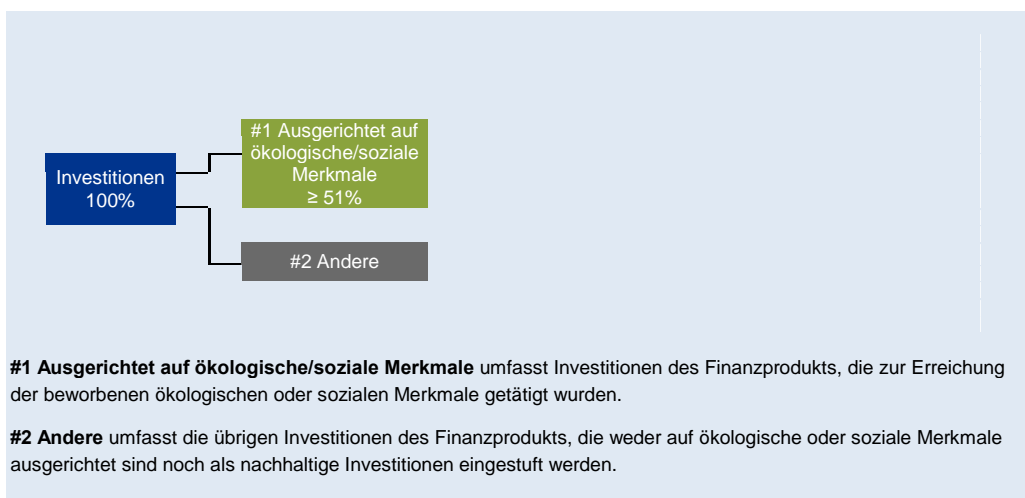 Investitionen
100%
#1 Ausgerichtet auf
ökologische/soziale
Merkmale
≥ 51%
#2 Andere
#1 Ausgerichtet auf ökologische/soziale Merkmale umfasst Investitionen des Finanzprodukts, die zur Erreichung
der beworbenen ökologischen oder sozialen Merkmale getätigt wurden.
#2 Andere umfasst die übrigen Investitionen des Finanzprodukts, die weder auf ökologische oder soziale Merkmale
ausgerichtet sind noch als nachhaltige Investitionen eingestuft werden.